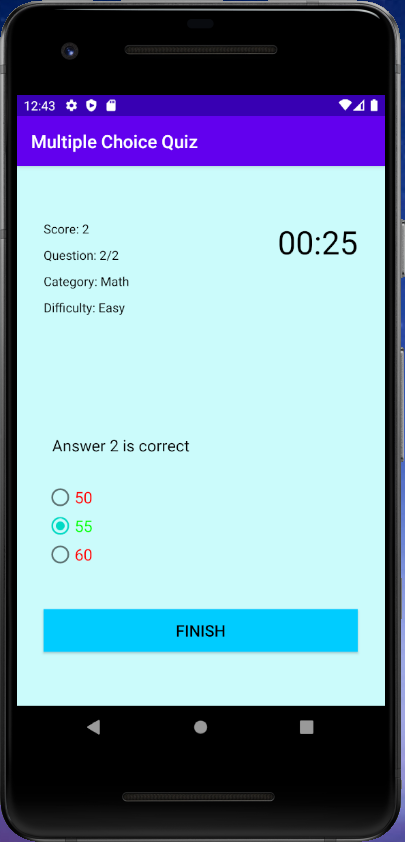 12:43
Multiple Choice Quiz
Score: 2
00:25
Question: 2/2
Category: Math
Difficulty: Easy
Answer 2 is correct
50
55
60
FINISH